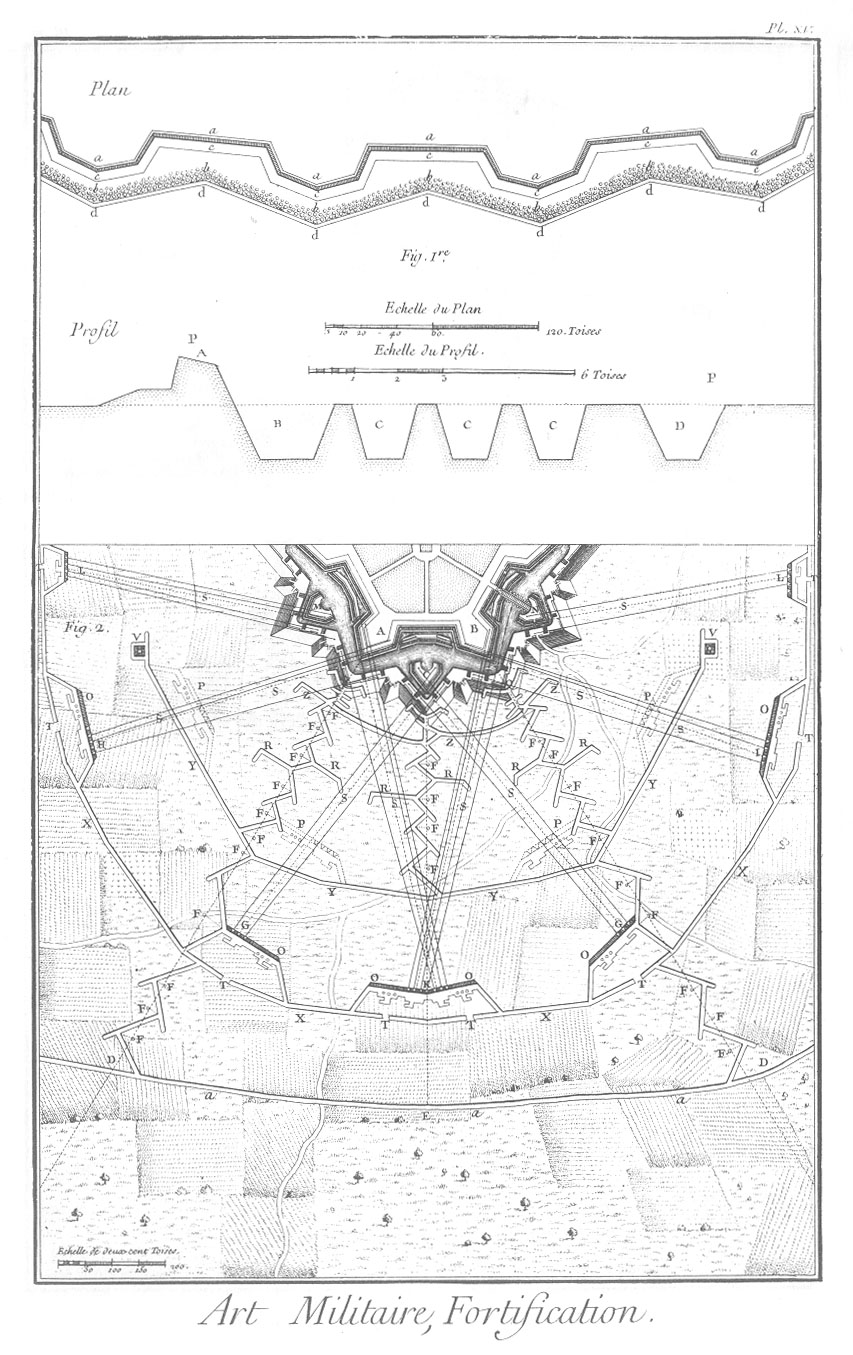 Pl. XV.
Plan
a a a a a
c c c c c
b b b b b b b
d d d d d d d
Fig. 1re.
Echelle du Plan
5 10 20 40 60. 120. Toises
Profil
P
A
Echelle du Profil.
1 2 3 6 Toises
P
B C C C D
L S S L T
M
Fig. 2.
A B
V V
O P S Z Z S P O
T S F F S T
H R F Z F R L
Y F R F R F Y
S R S F S S
X F P F P F X
F F F F
Y Y
F F F F
G O O G
T O K O T
F F F
X T T X
F F
F F
D D
a E a a
Echelle de deux cent Toises.
50 100 150 200.
Art Militaire, Fortification.